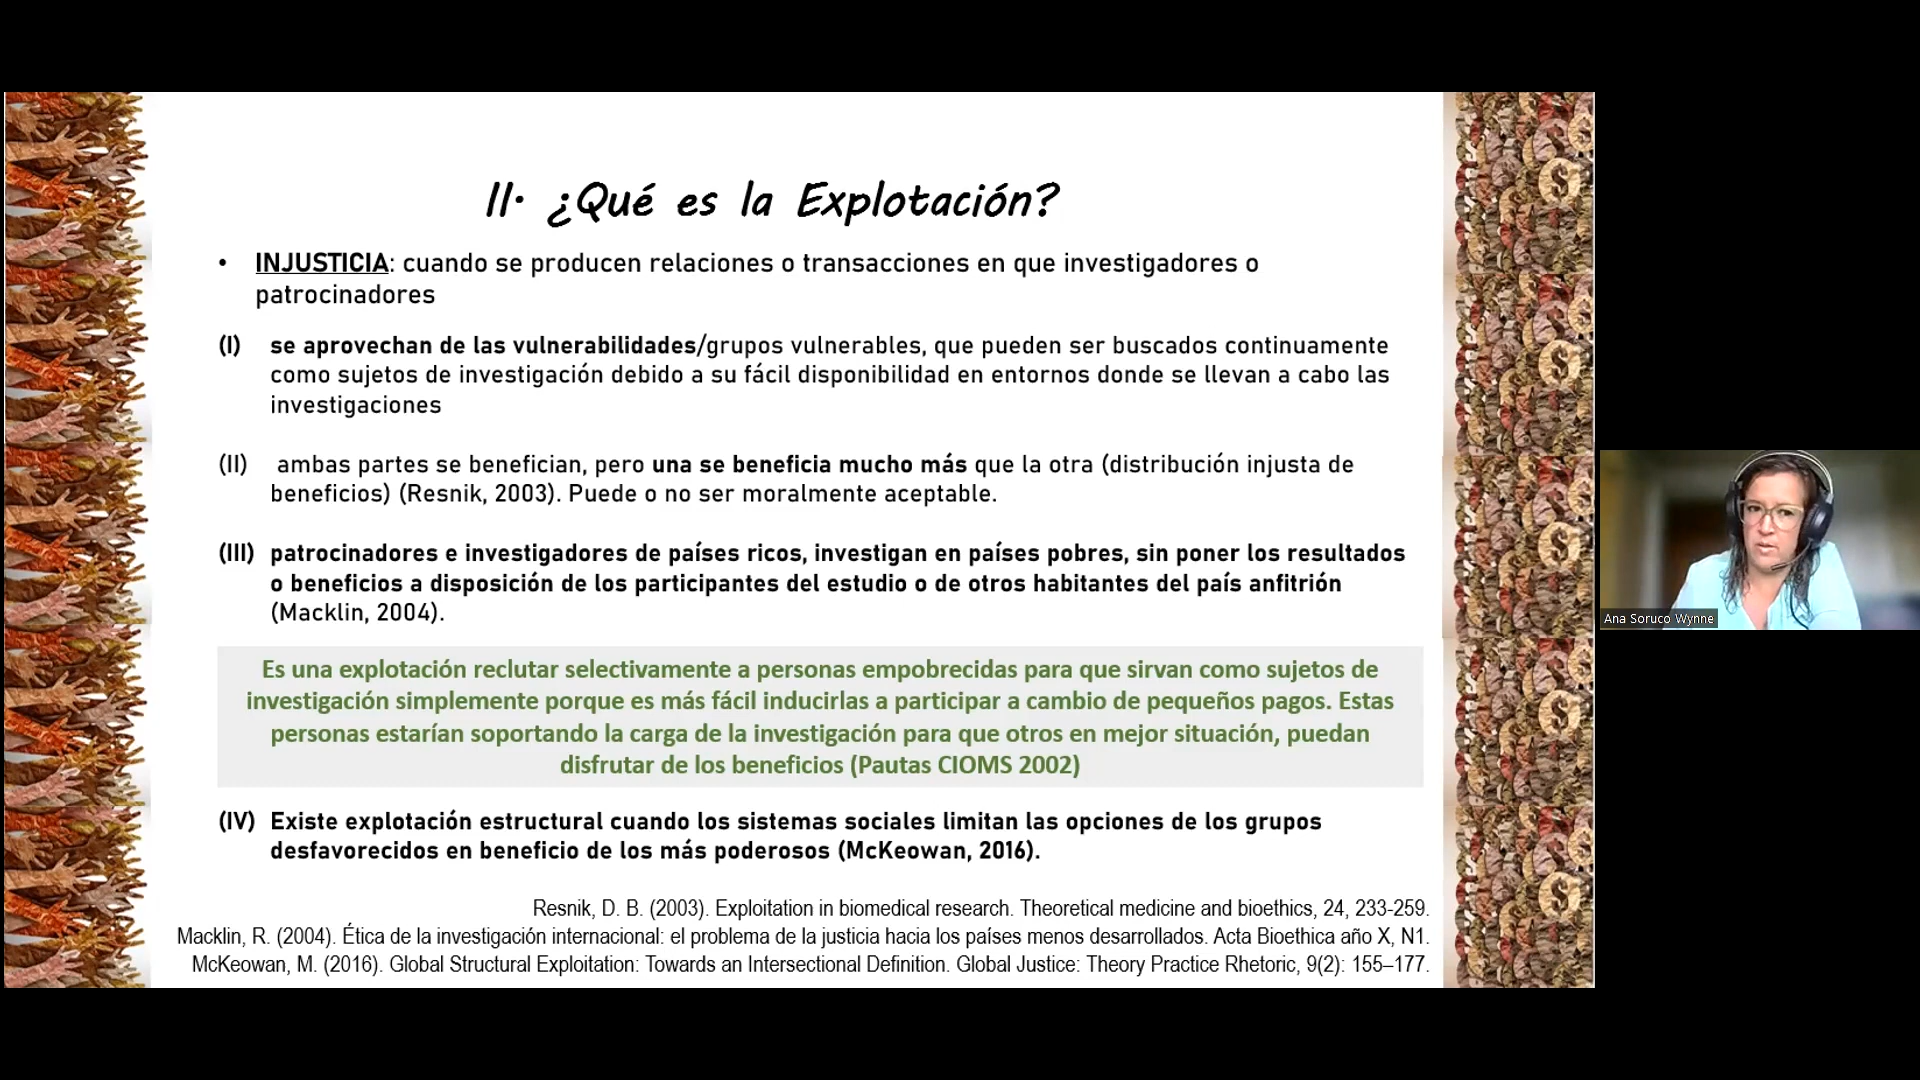 II. ¿Qué es la Explotación?
• INJUSTICIA: cuando se producen relaciones o transacciones en que investigadores o
patrocinadores
(I) se aprovechan de las vulnerabilidades/grupos vulnerables, que pueden ser buscados continuamente
como sujetos de investigación debido a su fácil disponibilidad en entornos donde se llevan a cabo las
investigaciones
(II) ambas partes se benefician, pero una se beneficia mucho más que la otra (distribución injusta de
beneficios) (Resnik, 2003). Puede o no ser moralmente aceptable.
(III) patrocinadores e investigadores de países ricos, investigan en países pobres, sin poner los resultados
o beneficios a disposición de los participantes del estudio o de otros habitantes del país anfitrión
(Macklin, 2004).
Es una explotación reclutar selectivamente a personas empobrecidas para que sirvan como sujetos de
investigación simplemente porque es más fácil inducirlas a participar a cambio de pequeños pagos. Estas
personas estarían soportando la carga de la investigación para que otros en mejor situación, puedan
disfrutar de los beneficios (Pautas CIOMS 2002)
(IV) Existe explotación estructural cuando los sistemas sociales limitan las opciones de los grupos
desfavorecidos en beneficio de los más poderosos (McKeowan, 2016).
Resnik, D. B. (2003). Exploitation in biomedical research. Theoretical medicine and bioethics, 24, 233-259.
Macklin, R. (2004). Ética de la investigación internacional: el problema de la justicia hacia los países menos desarrollados. Acta Bioethica año X, N1.
McKeowan, M. (2016). Global Structural Exploitation: Towards an Intersectional Definition. Global Justice: Theory Practice Rhetoric, 9(2): 155–177.
Ana Soruco Wynne